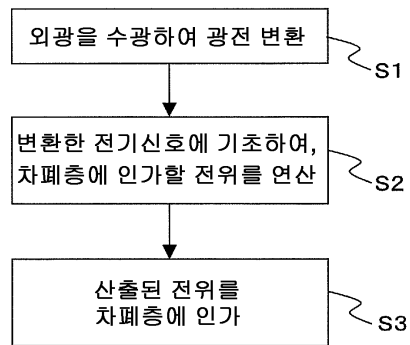 외광을 수광하여 광전 변환
S1
변환한 전기신호에 기초하여,
차폐층에 인가할 전위를 연산
S2
산출된 전위를
차폐층에 인가
S3